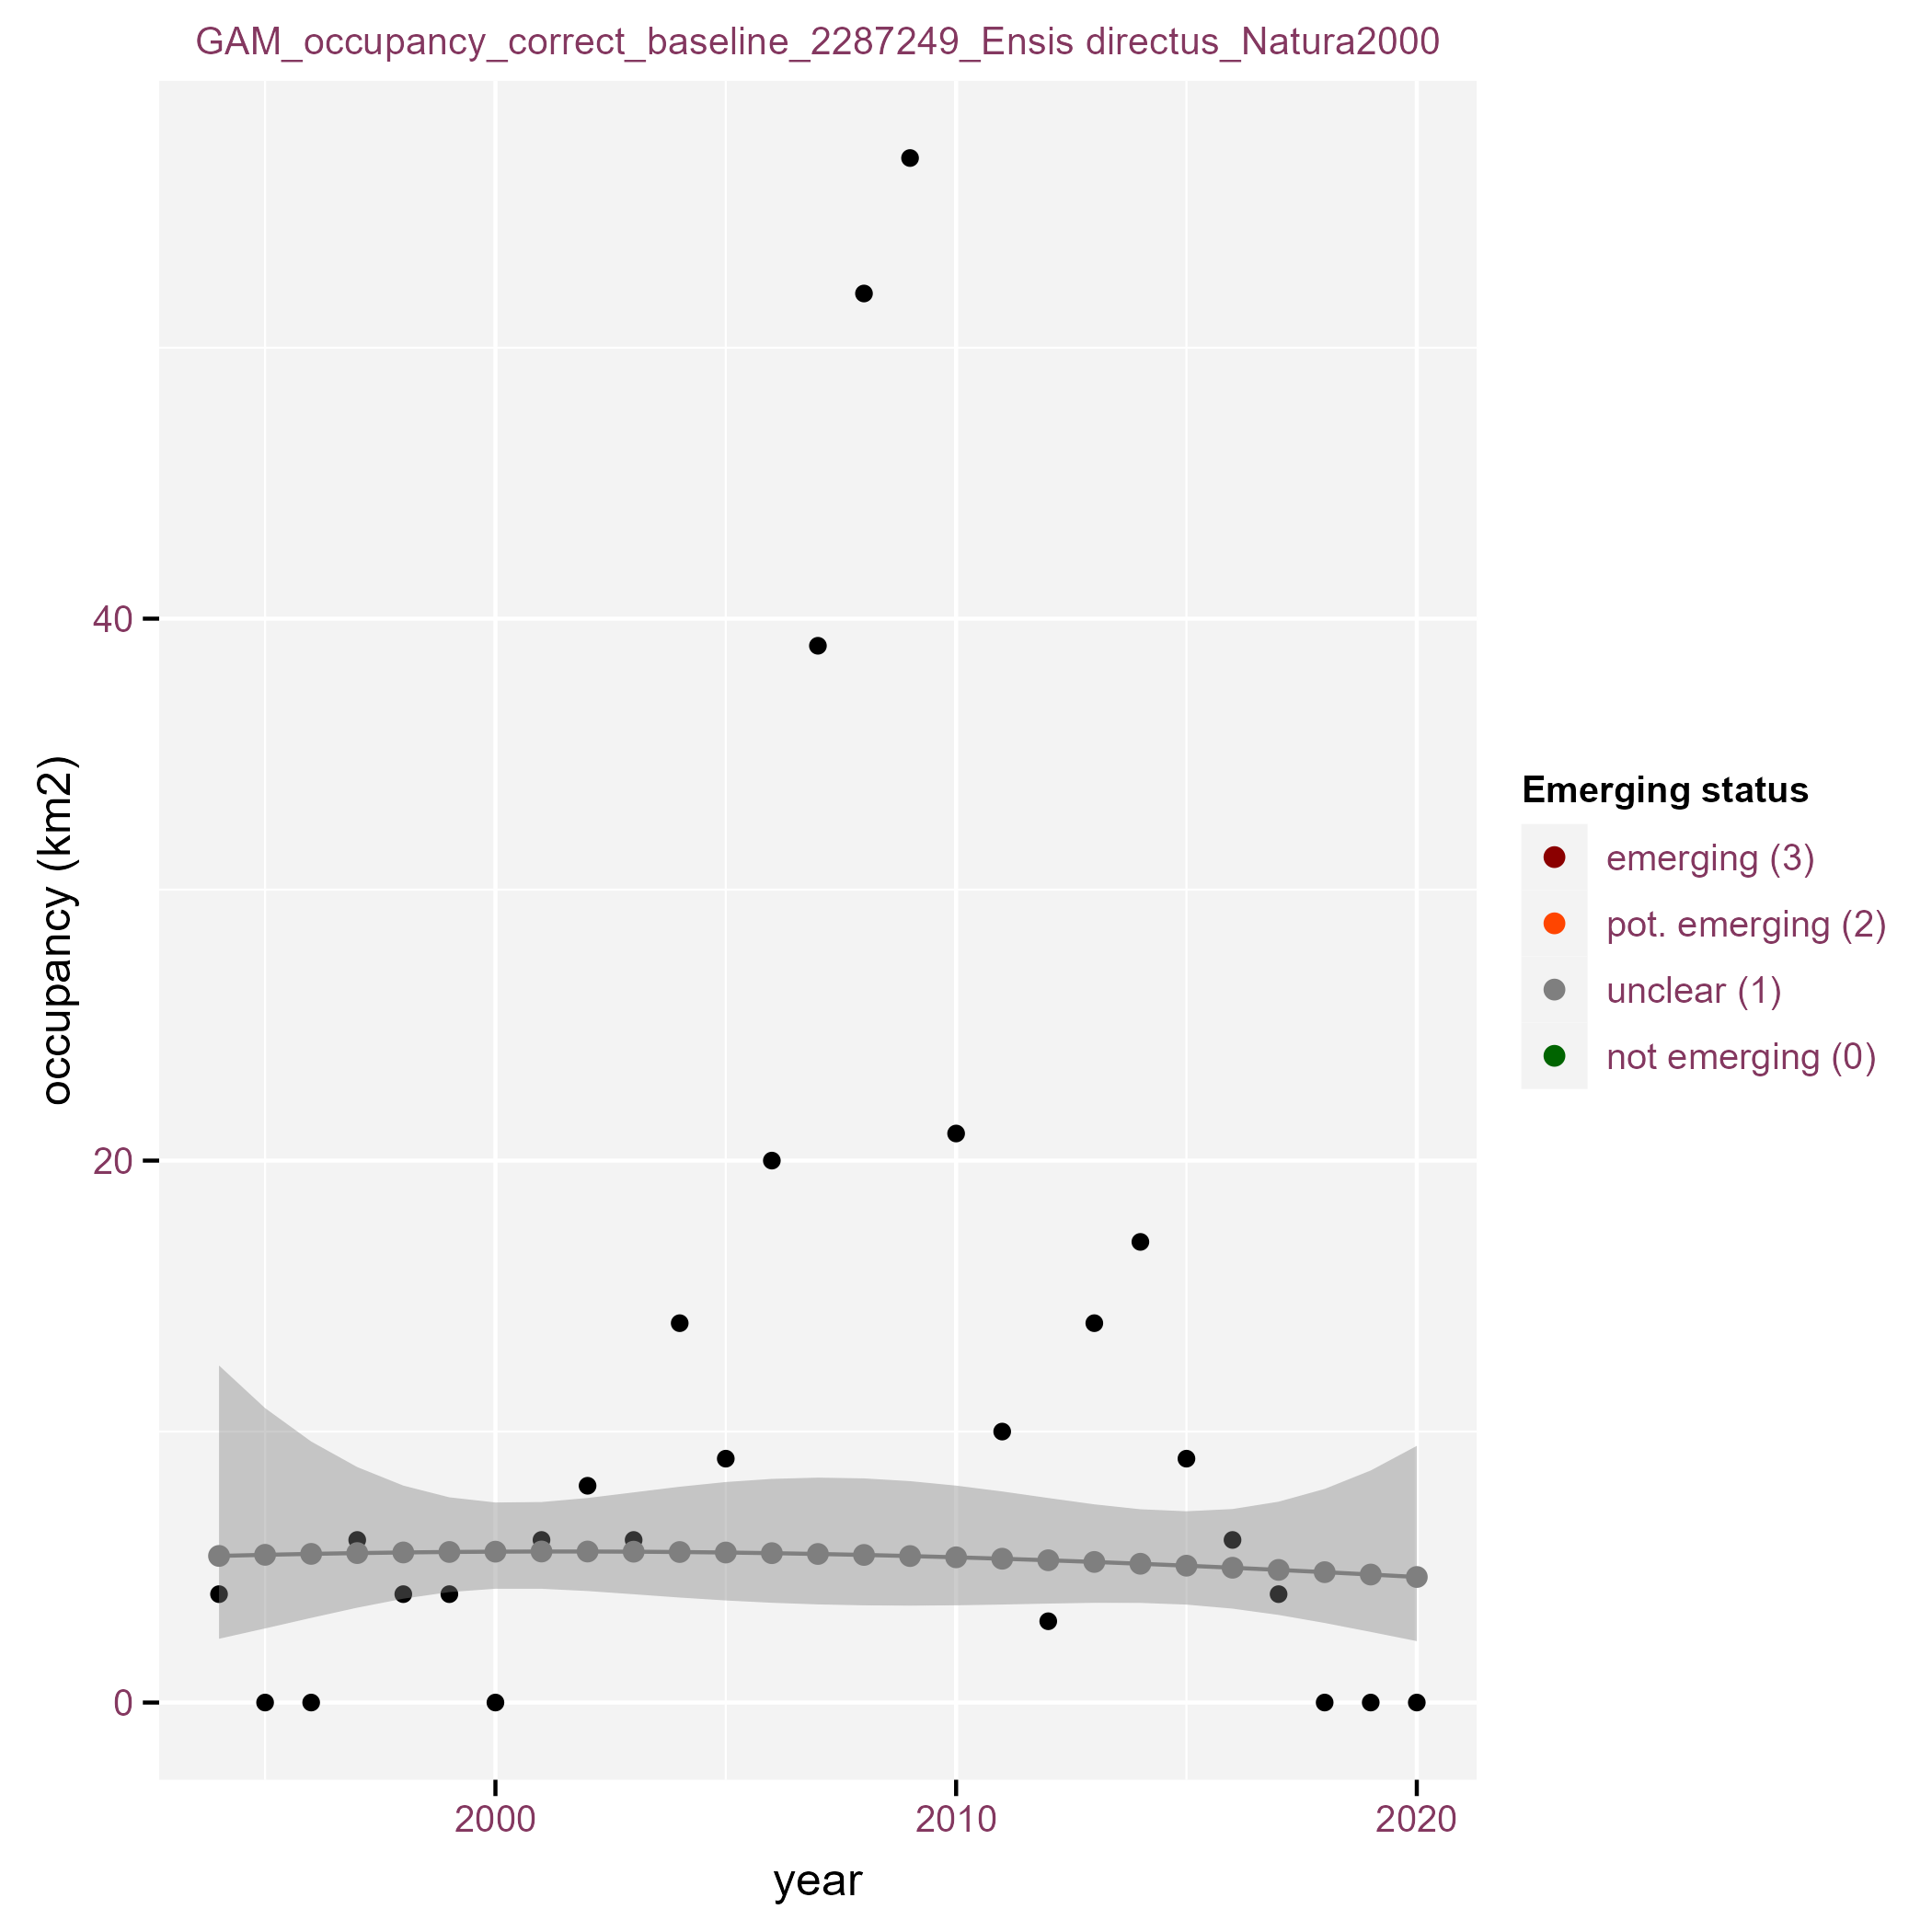 GAM_occupancy_correct_baseline_2287249_Ensis directus_Natura2000
occupancy (km2)
40
20
0
2000
2010
2020
year
Emerging status
emerging (3)
pot. emerging (2)
unclear (1)
not emerging (0)